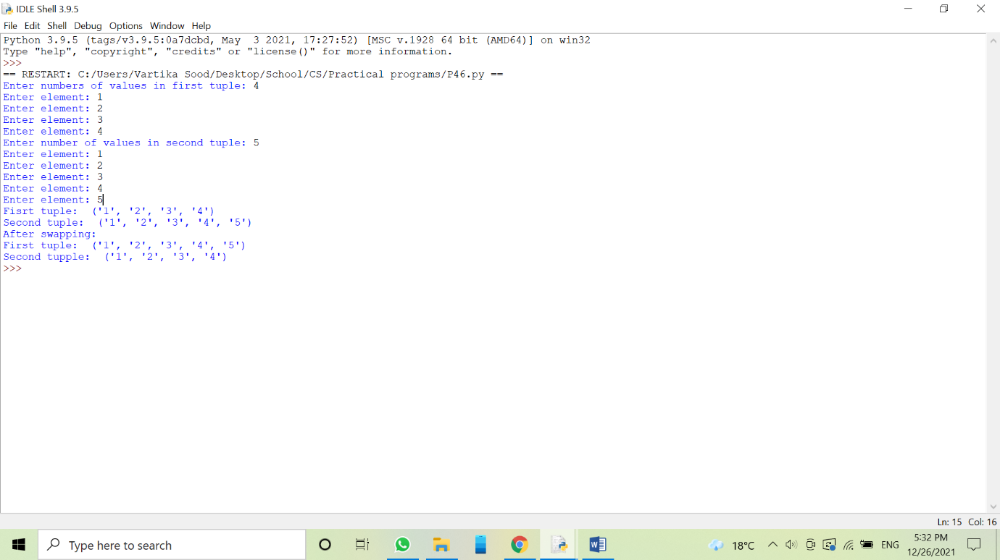 IDLE Shell 3.9.5
File Edit Shell Debug Options Window Help
Python 3.9.5 (tags/v3.9.5:0a7dcbd, May  3 2021, 17:27:52) [MSC v.1928 64 bit (AMD64)] on win32
Type "help", "copyright", "credits" or "license()" for more information.
>>>
== RESTART: C:/Users/Vartika Sood/Desktop/School/CS/Practical programs/P46.py ==
Enter numbers of values in first tuple: 4
Enter element: 1
Enter element: 2
Enter element: 3
Enter element: 4
Enter number of values in second tuple: 5
Enter element: 1
Enter element: 2
Enter element: 3
Enter element: 4
Enter element: 5
Fisrt tuple:  ('1', '2', '3', '4')
Second tuple:  ('1', '2', '3', '4', '5')
After swapping:
First tuple:  ('1', '2', '3', '4', '5')
Second tupple:  ('1', '2', '3', '4')
>>>
Ln: 15 Col: 16
Type here to search
18°C
ENG
5:32 PM
12/26/2021